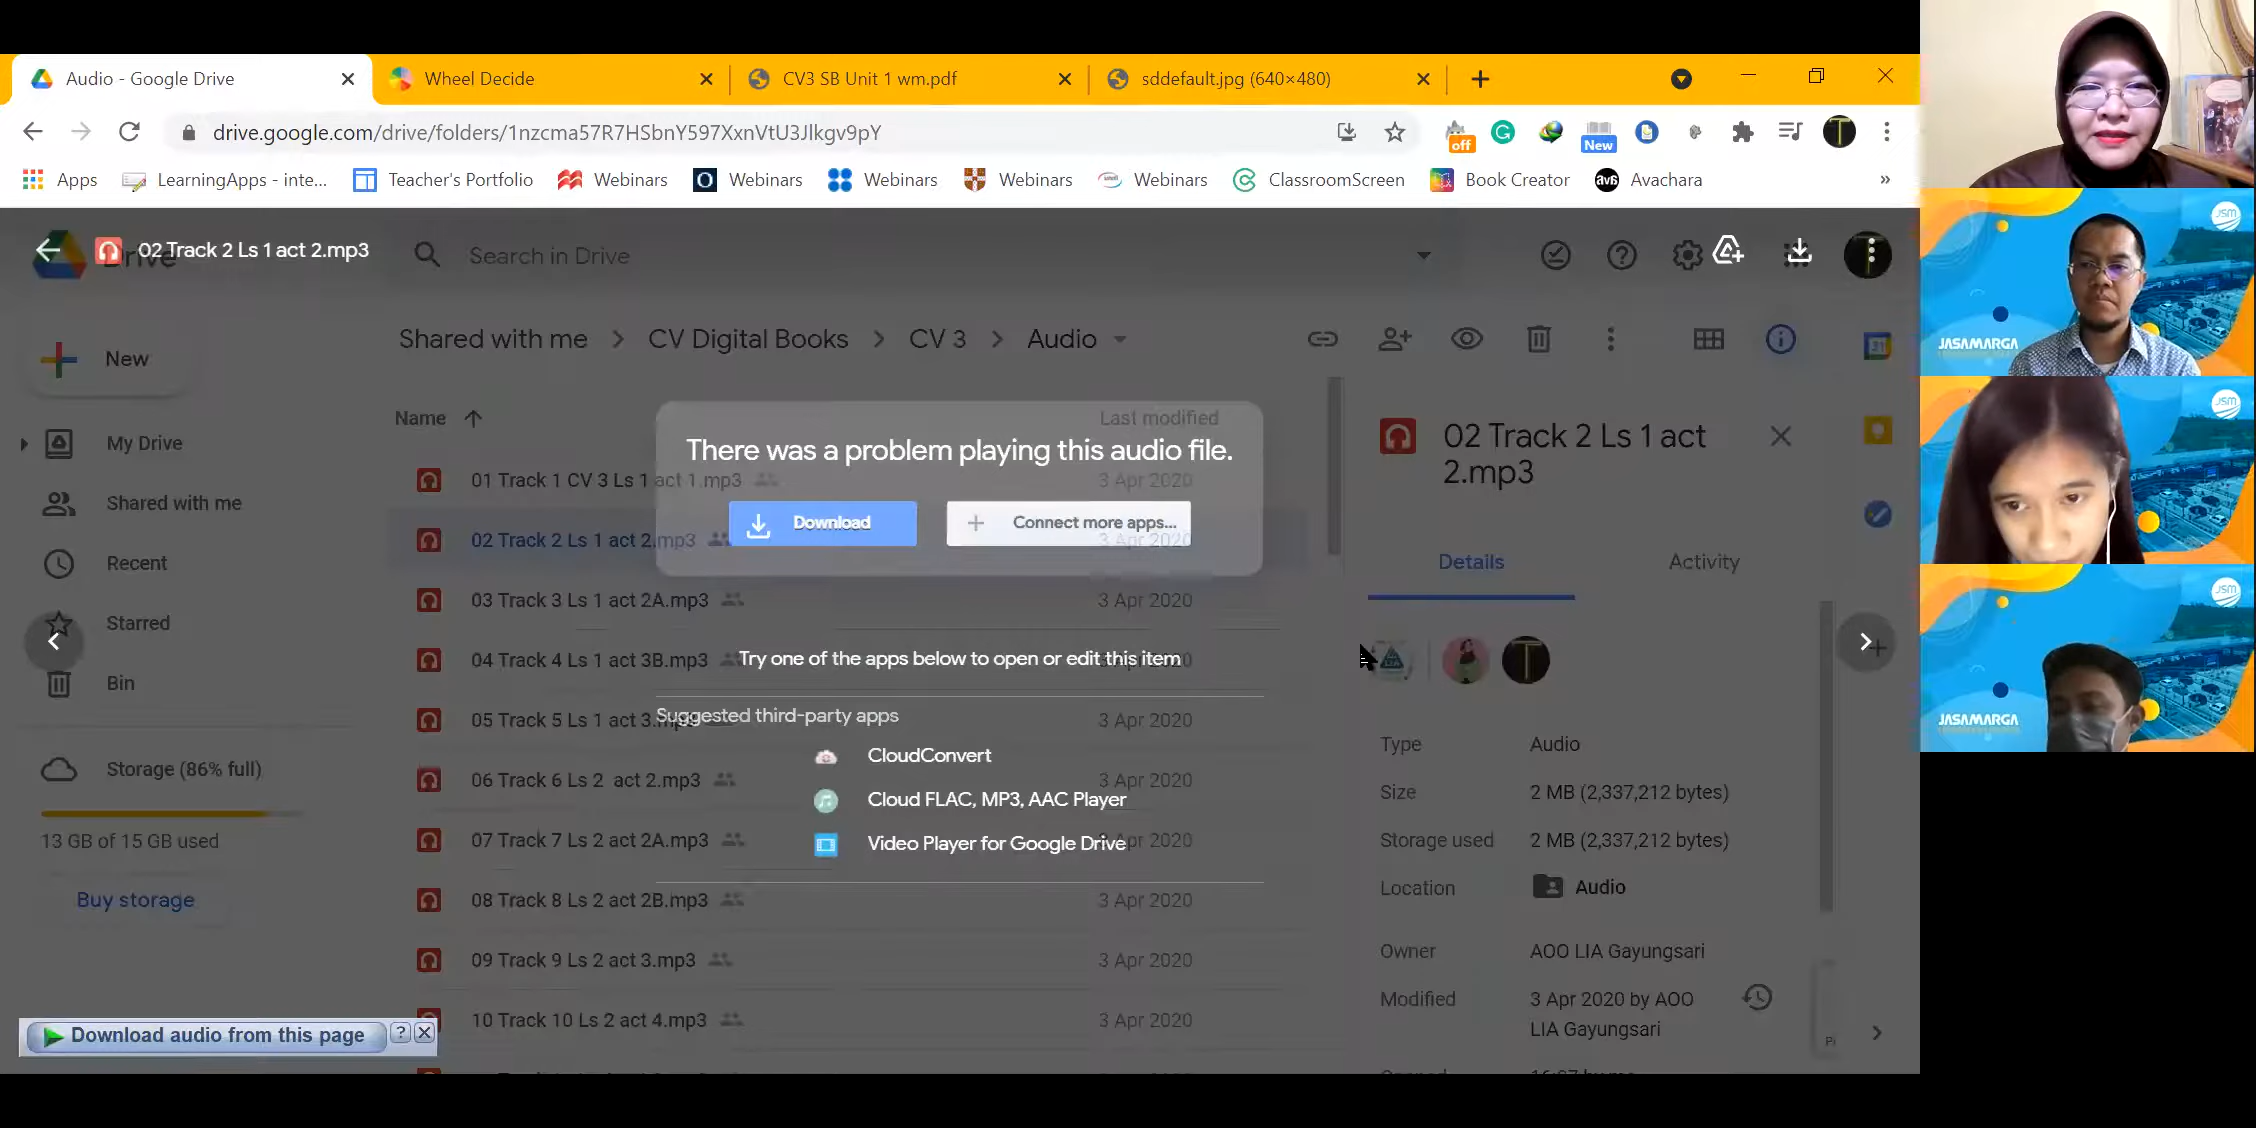 Audio - Google Drive
Wheel Decide
CV3 SB Unit 1 wm.pdf
sddefault.jpg (640×480)
drive.google.com/drive/folders/1nzcma57R7HSbnY597XxnVtU3Jlkgv9pY
off
New
T
Apps
LearningApps - inte...
Teacher's Portfolio
Webinars
Webinars
Webinars
Webinars
Webinars
ClassroomScreen
Book Creator
Avachara
02 Track 2 Ls 1 act 2.mp3
Drive
Search in Drive
New
Shared with me
CV Digital Books
CV 3
Audio
My Drive
Shared with me
Recent
Starred
Bin
Storage (86% full)
13 GB of 15 GB used
Buy storage
Name
Last modified
01 Track 1 CV 3 Ls 1 act 1.mp3
3 Apr 2020
02 Track 2 Ls 1 act 2.mp3
3 Apr 2020
03 Track 3 Ls 1 act 2A.mp3
3 Apr 2020
04 Track 4 Ls 1 act 3B.mp3
05 Track 5 Ls 1 act 3.mp3
3 Apr 2020
06 Track 6 Ls 2 act 2.mp3
3 Apr 2020
07 Track 7 Ls 2 act 2A.mp3
08 Track 8 Ls 2 act 2B.mp3
3 Apr 2020
09 Track 9 Ls 2 act 3.mp3
3 Apr 2020
10 Track 10 Ls 2 act 4.mp3
3 Apr 2020
There was a problem playing this audio file.
Download
Connect more apps...
Try one of the apps below to open or edit this item
Suggested third-party apps
CloudConvert
Cloud FLAC, MP3, AAC Player
Video Player for Google Drive
02 Track 2 Ls 1 act
2.mp3
Details
Activity
LIA
T
Type
Audio
Size
2 MB (2,337,212 bytes)
Storage used
2 MB (2,337,212 bytes)
Location
Audio
Owner
AOO LIA Gayungsari
Modified
3 Apr 2020 by AOO
LIA Gayungsari
Download audio from this page
?
31
JSM
JASAMARGA
JSM
JSM
JASAMARGA